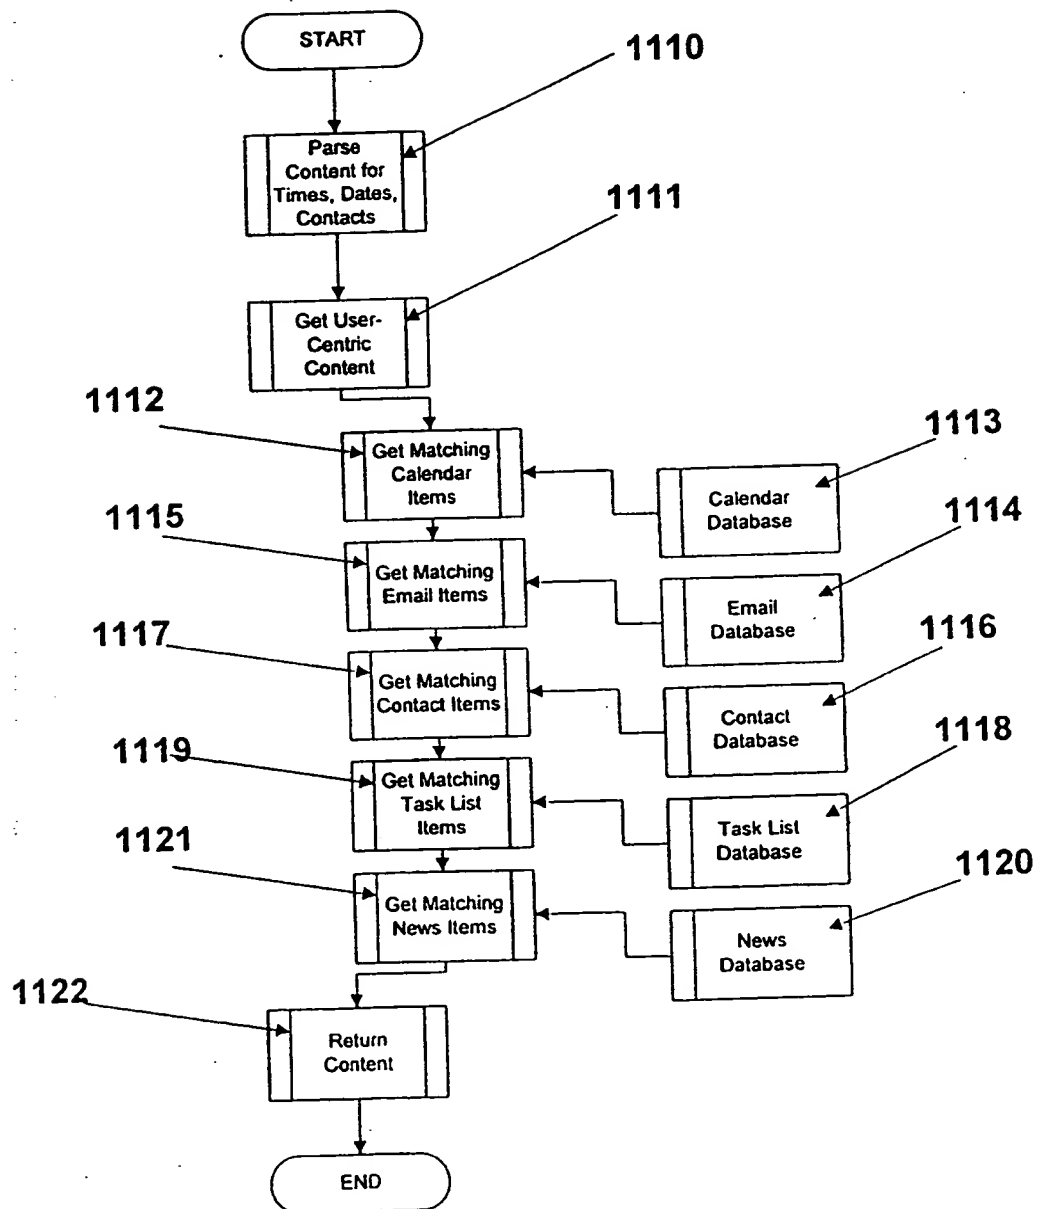 START
1110
Parse
Content for
Times, Dates,
Contacts
1111
Get User-
Centric
Content
1112
Get Matching
Calendar
Items
1113
Calendar
Database
1114
1115
Get Matching
Email Items
Email
Database
1116
1117
Get Matching
Contact Items
Contact
Database
1118
1119
Get Matching
Task List
Items
Task List
Database
1120
1121
Get Matching
News Items
News
Database
1122
Return
Content
END